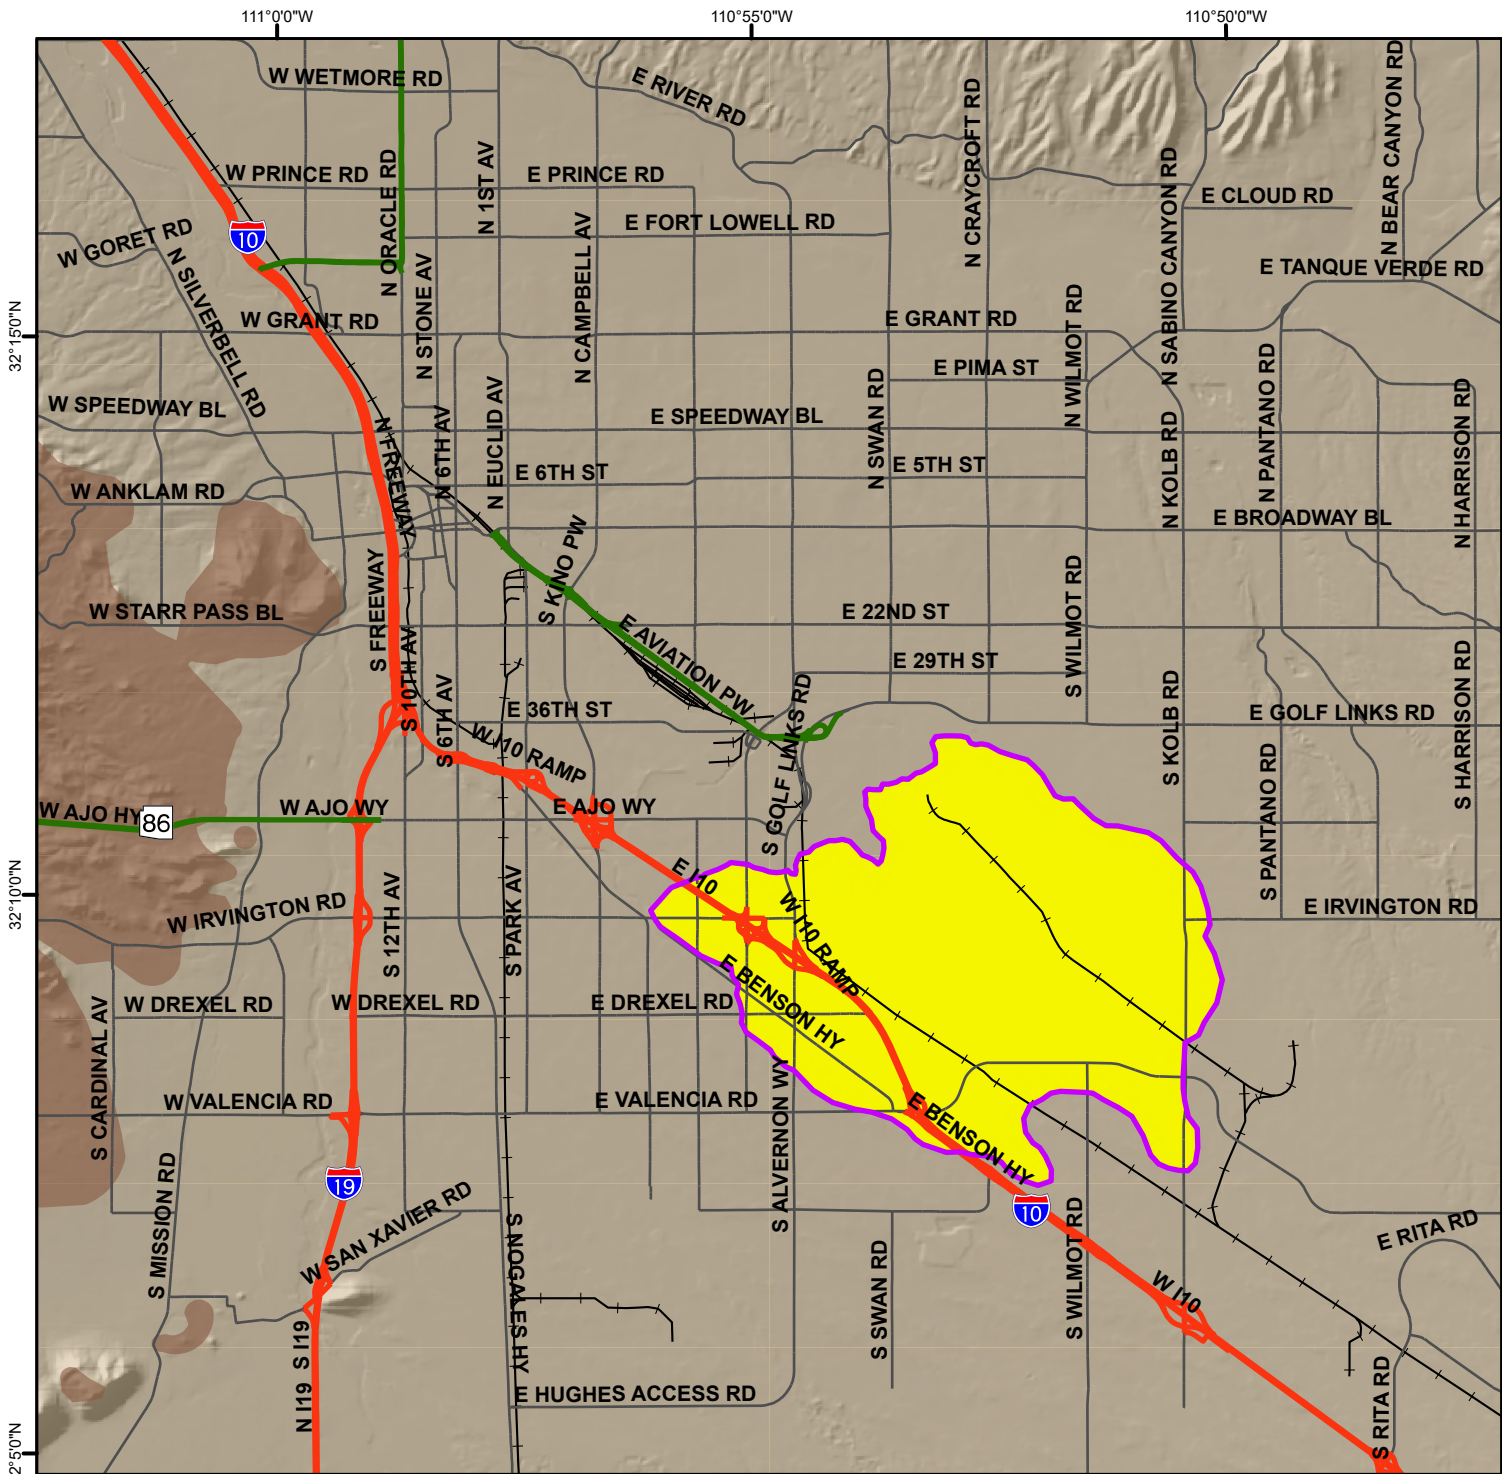 111°0'0"W
110°55'0"W
110°50'0"W
32°15'0"N
32°10'0"N
2°5'0"N
W WETMORE RD
E RIVER RD
N CRAYCROFT RD
N BEAR CANYON RD
W PRINCE RD
N ORACLE RD
N 1ST AV
E PRINCE RD
N SABINO CANYON RD
E CLOUD RD
W GORET RD
10
N CAMPBELL AV
E FORT LOWELL RD
E TANQUE VERDE RD
N SILVERBELL RD
N STONE AV
W GRANT RD
E GRANT RD
N WILMOT RD
E PIMA ST
N PANTANO RD
W SPEEDWAY BL
N EUCLID AV
E SPEEDWAY BL
N SWAN RD
N HARRISON RD
N FREEWAY
N 6TH AV
E 6TH ST
E 5TH ST
N KOLB RD
W ANKLAM RD
E BROADWAY BL
S FREEWAY
S KINO PW
W STARR PASS BL
E AVIATION PW
E 22ND ST
S WILMOT RD
E 29TH ST
S 10TH AV
S 6TH AV
E 36TH ST
S GOLF LINKS RD
S KOLB RD
E GOLF LINKS RD
S HARRISON RD
W I10 RAMP
S PANTANO RD
W AJO HY
86
W AJO WY
E AJO WY
E I10
W IRVINGTON RD
S 12TH AV
S PARK AV
W I10 RAMP
E IRVINGTON RD
E BENSON HY
W DREXEL RD
W DREXEL RD
E DREXEL RD
S CARDINAL AV
W VALENCIA RD
E VALENCIA RD
S ALVERNON WY
E BENSON HY
19
10
S MISSION RD
W SAN XAVIER RD
S NOGALES HY
S SWAN RD
S WILMOT RD
E RITA RD
W I10
S I19
N I19
E HUGHES ACCESS RD
S RITA RD